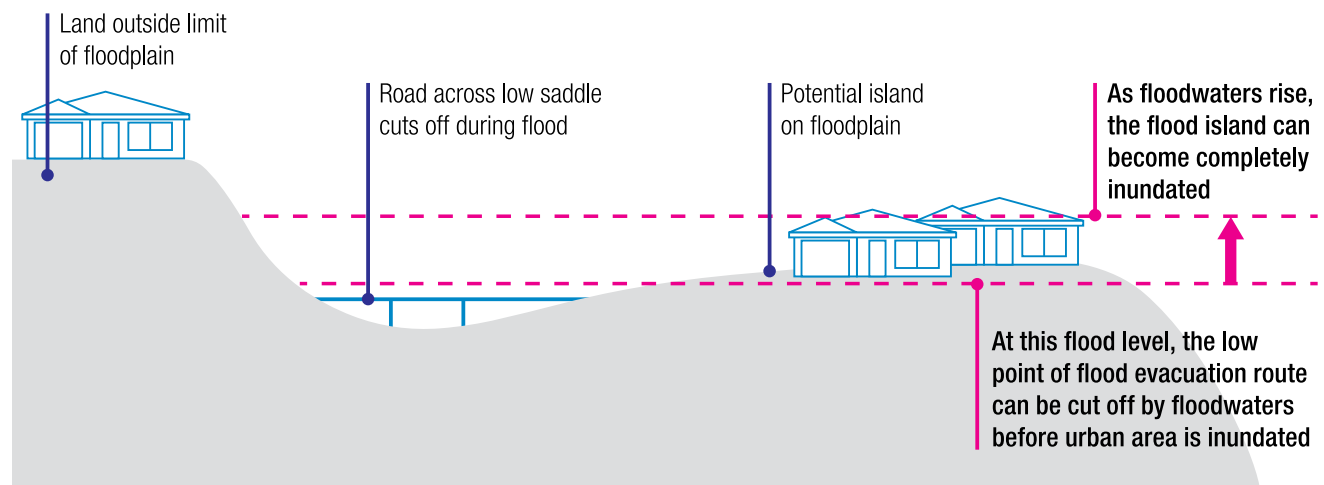 Land outside limit
of floodplain
Road across low saddle
cuts off during flood
Potential island
on floodplain
As floodwaters rise,
the flood island can
become completely
inundated
At this flood level, the low
point of flood evacuation route
can be cut off by floodwaters
before urban area is inundated